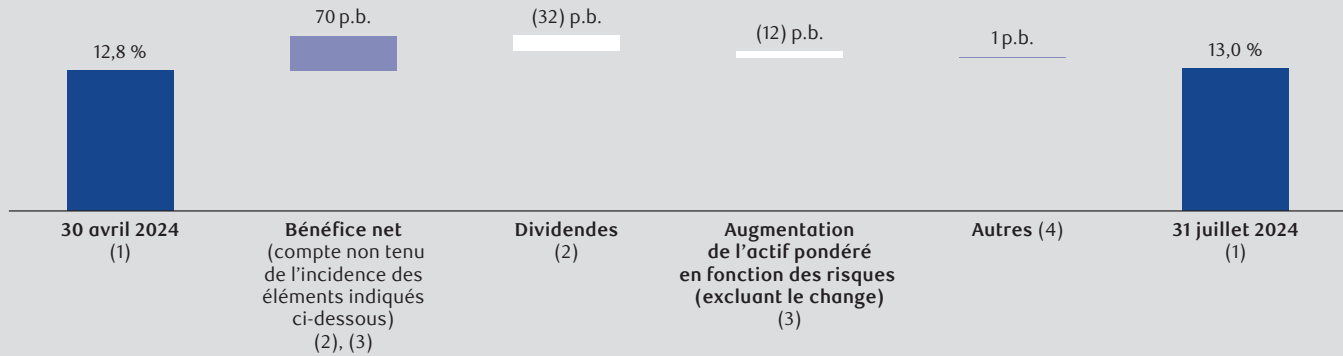 12,8 %
70 p.b.
(32) p.b.
(12) p.b.
1 p.b.
13,0 %
30 avril 2024
(1)
Bénéfice net
(compte non tenu
de l'incidence des
éléments indiqués
ci-dessous)
(2), (3)
Dividendes
(2)
Augmentation
de l'actif pondéré
en fonction des risques
(excluant le change)
(3)
Autres (4)
31 juillet 2024
(1)